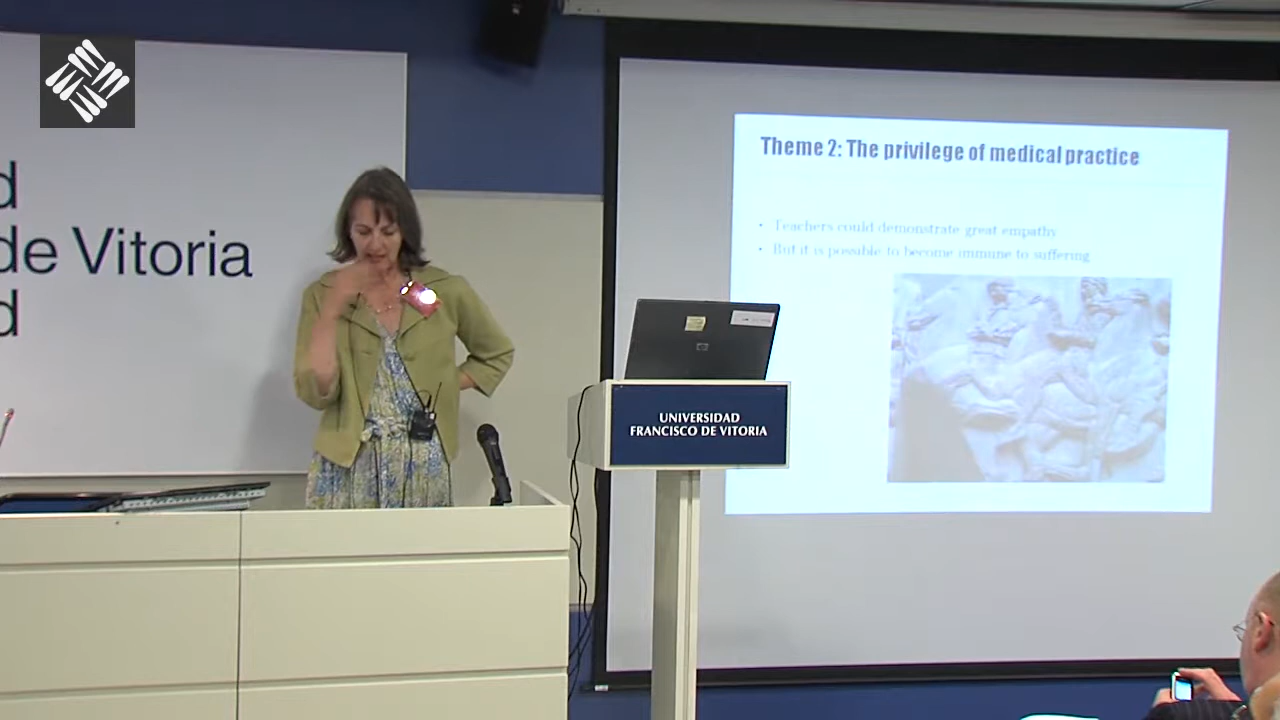 d
de Vitoria
d
Theme 2: The privilege of medical practice
• Teachers could demonstrate great empathy
• But it is possible to become immune to suffering
UNIVERSIDAD
FRANCISCO DE VITORIA